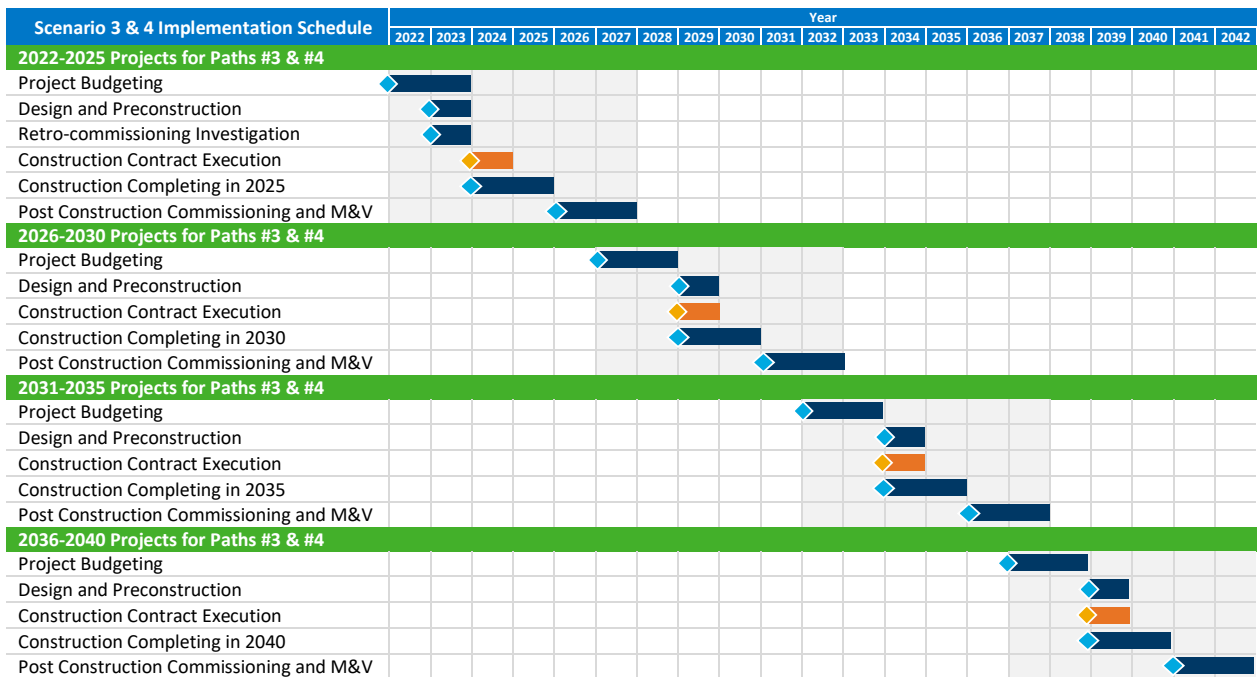 Scenario 3 & 4 Implementation Schedule
Year
2022 2023 2024 2025 2026 2027 2028 2029 2030 2031 2032 2033 2034 2035 2036 2037 2038 2039 2040 2041 2042
2022-2025 Projects for Paths #3 & #4
Project Budgeting
Design and Preconstruction
Retro-commissioning Investigation
Construction Contract Execution
Construction Completing in 2025
Post Construction Commissioning and M&V
2026-2030 Projects for Paths #3 & #4
Project Budgeting
Design and Preconstruction
Construction Contract Execution
Construction Completing in 2030
Post Construction Commissioning and M&V
2031-2035 Projects for Paths #3 & #4
Project Budgeting
Design and Preconstruction
Construction Contract Execution
Construction Completing in 2035
Post Construction Commissioning and M&V
2036-2040 Projects for Paths #3 & #4
Project Budgeting
Design and Preconstruction
Construction Contract Execution
Construction Completing in 2040
Post Construction Commissioning and M&V